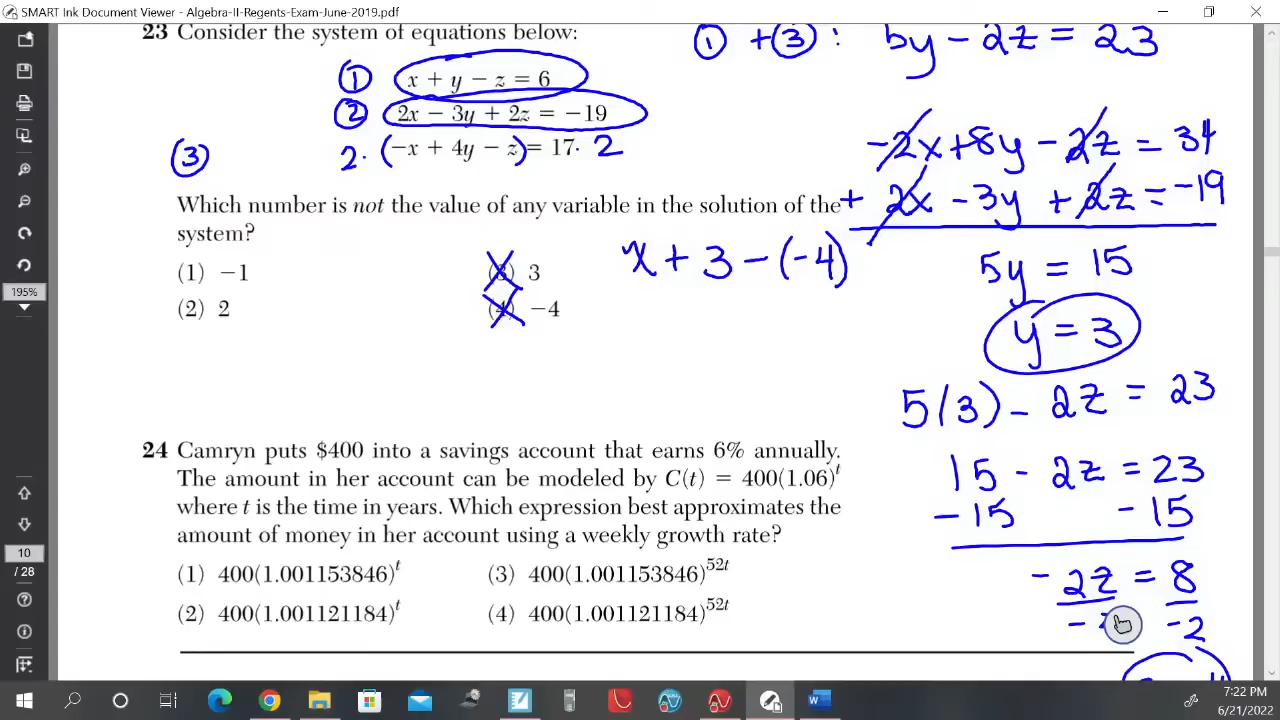 SMART Ink Document Viewer - Algebra-II-Regents-Exam-June-2019.pdf
23 Consider the system of equations below:
① + ③ : 5y − 2z = 23
① x + y − z = 6
② 2x − 3y + 2z = −19
③ 2· (−x + 4y − z) = 17 · 2
Which number is not the value of any variable in the solution of the
system?
(1) −1
3
(2) 2
−4
x + 3 − (−4)
−2x + 8y − 2z = 34
+ 2x − 3y + 2z = −19
5y = 15
y = 3
5(3) − 2z = 23
15 − 2z = 23
−15 −15
−2z = 8
− −2
24 Camryn puts $400 into a savings account that earns 6% annually.
The amount in her account can be modeled by C(t) = 400(1.06)^t
where t is the time in years. Which expression best approximates the
amount of money in her account using a weekly growth rate?
(1) 400(1.001153846)^t
(3) 400(1.001153846)^52t
(2) 400(1.001121184)^t
(4) 400(1.001121184)^52t
195%
10
/ 28
7:22 PM
6/21/2022